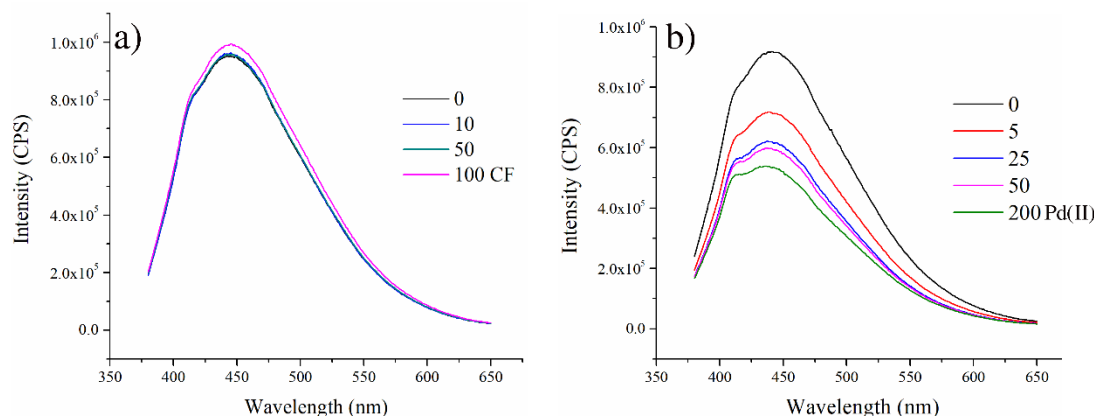 a)
Intensity (CPS)
1.0x10⁶
8.0x10⁵
6.0x10⁵
4.0x10⁵
2.0x10⁵
0.0
0
10
50
100 CF
350 400 450 500 550 600 650
Wavelength (nm)
b)
Intensity (CPS)
1.0x10⁶
8.0x10⁵
6.0x10⁵
4.0x10⁵
2.0x10⁵
0.0
0
5
25
50
200 Pd(II)
350 400 450 500 550 600 650
Wavelength (nm)